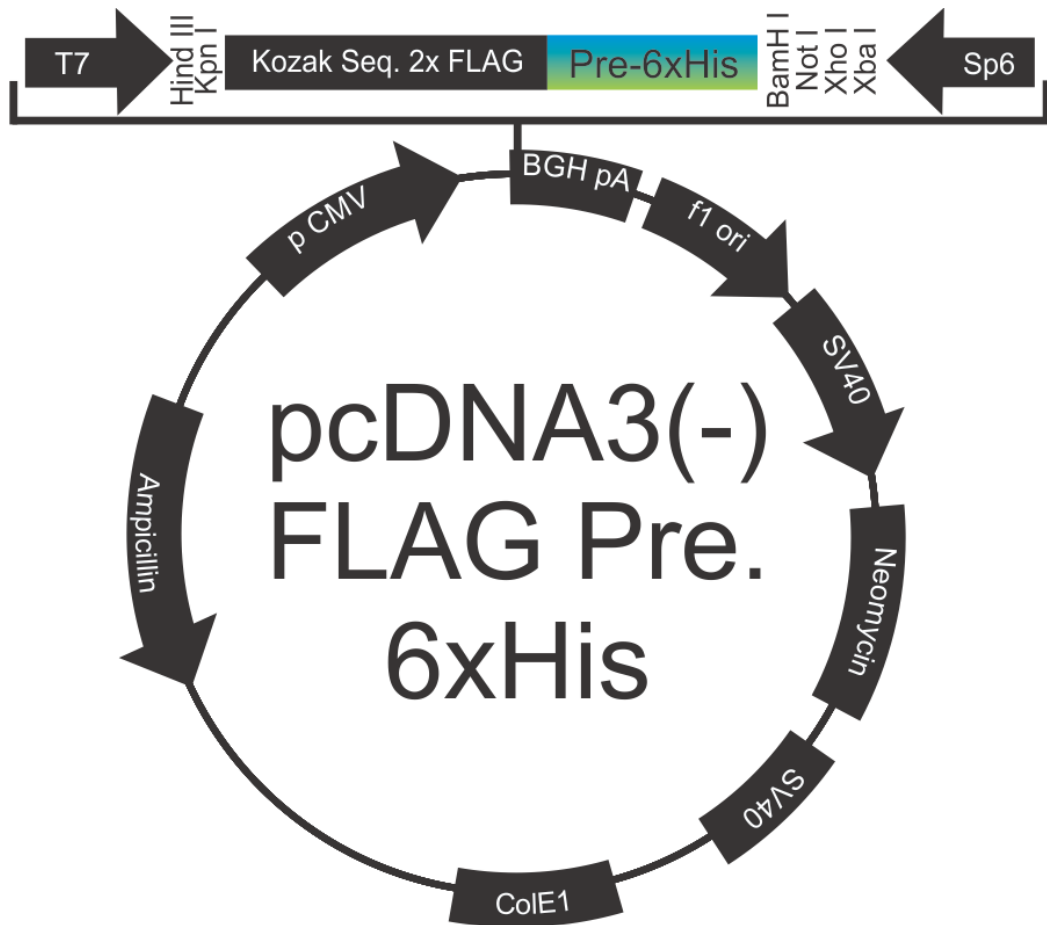 T7
Hind III
Kpn I
Kozak Seq. 2x FLAG
Pre-6xHis
BamH I
Not I
Xho I
Xba I
Sp6
p CMV
BGH pA
f1 ori
SV40
Neomycin
SV40
ColE1
Ampicillin
pcDNA3(-)
FLAG Pre.
6xHis